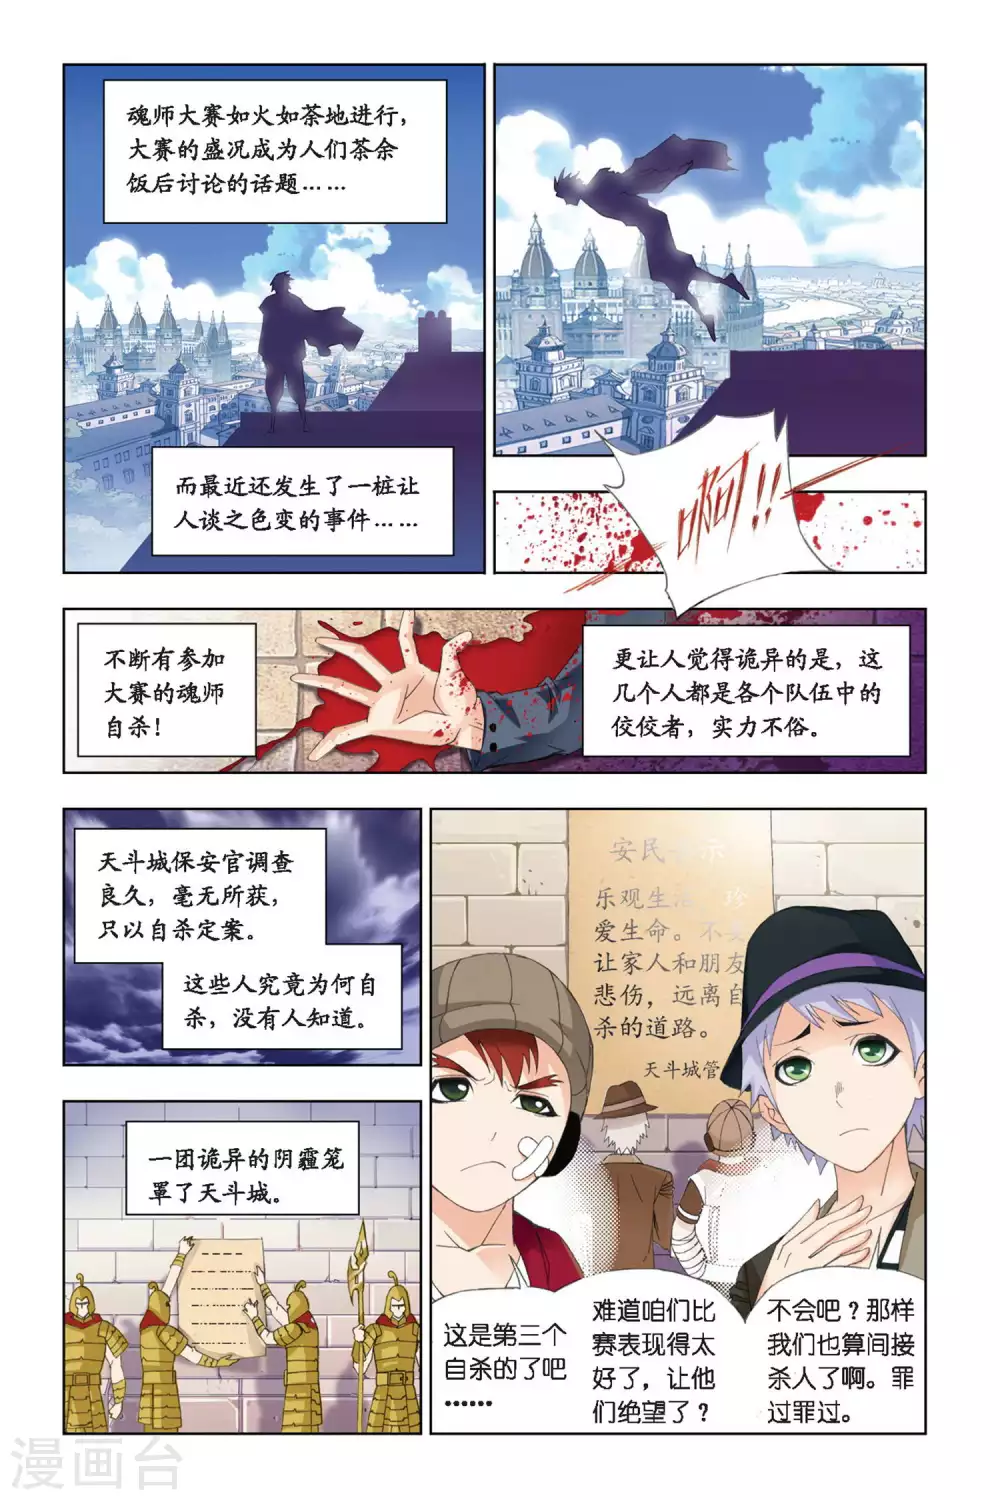 魂师大赛如火如荼地进行，
大赛的盛况成为人们茶余
饭后讨论的话题……
而最近还发生了一桩让
人谈之色变的事件……
啊!!
不断有参加
大赛的魂师
自杀！
更让人觉得诡异的是，这
几个人都是各个队伍中的
佼佼者，实力不俗。
天斗城保安官调查
良久，毫无所获，
只以自杀定案。
这些人究竟为何自
杀，没有人知道。
安民 示
乐观生活 珍
爱生命。不
让家人和朋友
悲伤，远离自
杀的道路。
天斗城管
一团诡异的阴霾笼
罩了天斗城。
这是第三个
自杀的了吧
……
难道咱们比
赛表现得太
好了，让他
们绝望了？
不会吧？那样
我们也算间接
杀人了啊。罪
过罪过。
漫画台